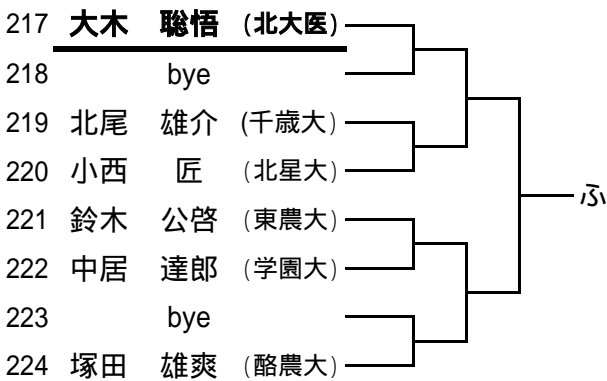 217 大木 聡悟 (北大医)
218 bye
219 北尾 雄介 (千歳大)
220 小西 匠 (北星大)
221 鈴木 公啓 (東農大)
222 中居 達郎 (学園大)
223 bye
224 塚田 雄爽 (酪農大)
ふ